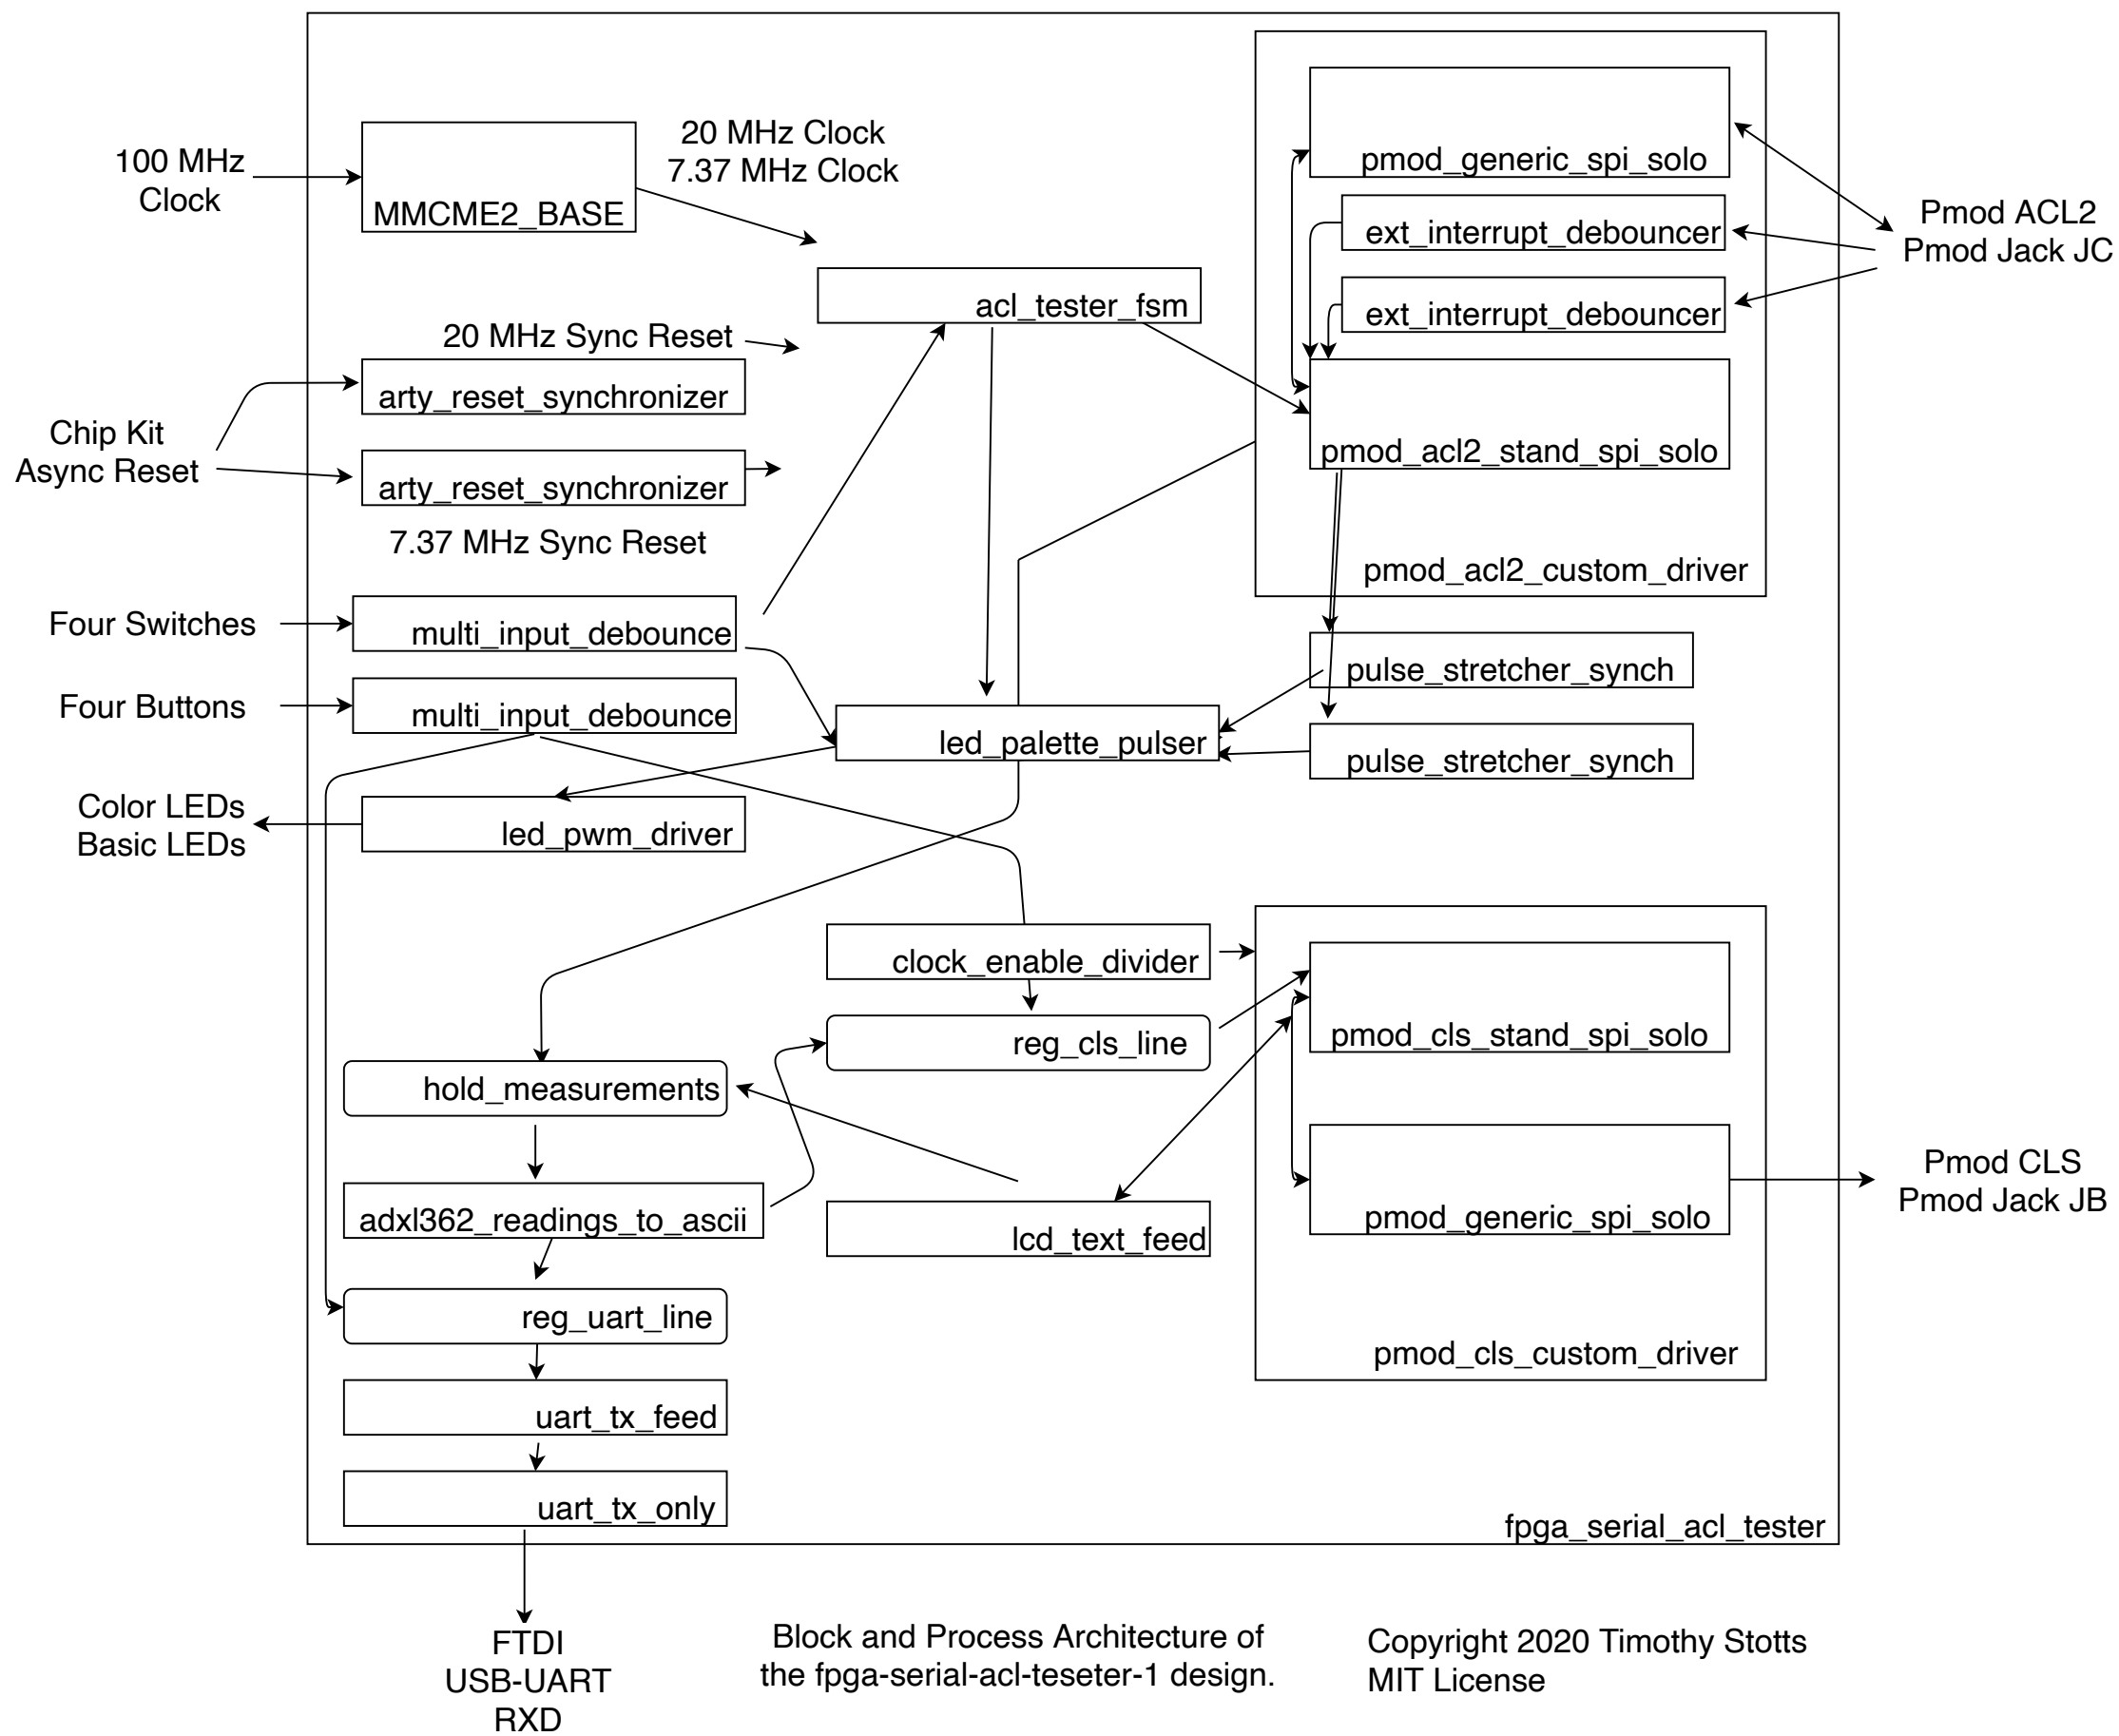 20 MHz Clock
7.37 MHz Clock
100 MHz
Clock
MMCME2_BASE
pmod_generic_spi_solo
ext_interrupt_debouncer
ext_interrupt_debouncer
Pmod ACL2
Pmod Jack JC
acl_tester_fsm
20 MHz Sync Reset
arty_reset_synchronizer
Chip Kit
Async Reset
arty_reset_synchronizer
7.37 MHz Sync Reset
pmod_acl2_stand_spi_solo
pmod_acl2_custom_driver
Four Switches
multi_input_debounce
Four Buttons
multi_input_debounce
pulse_stretcher_synch
led_palette_pulser
pulse_stretcher_synch
Color LEDs
Basic LEDs
led_pwm_driver
clock_enable_divider
reg_cls_line
pmod_cls_stand_spi_solo
hold_measurements
adxl362_readings_to_ascii
lcd_text_feed
pmod_generic_spi_solo
Pmod CLS
Pmod Jack JB
reg_uart_line
pmod_cls_custom_driver
uart_tx_feed
uart_tx_only
fpga_serial_acl_tester
FTDI
USB-UART
RXD
Block and Process Architecture of
the fpga-serial-acl-teseter-1 design.
Copyright 2020 Timothy Stotts
MIT License